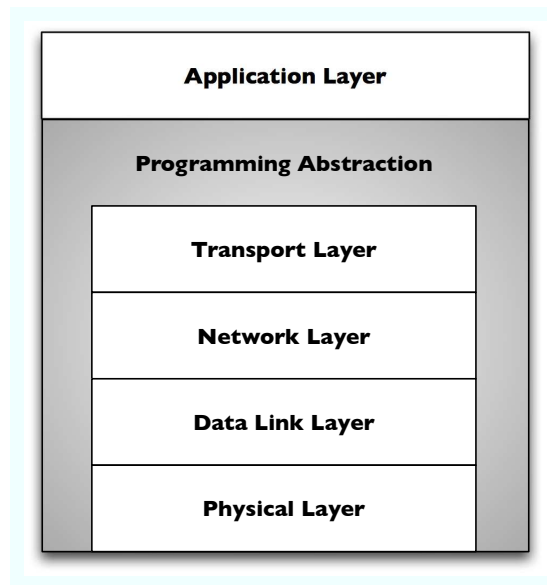 Application Layer
Programming Abstraction
Transport Layer
Network Layer
Data Link Layer
Physical Layer